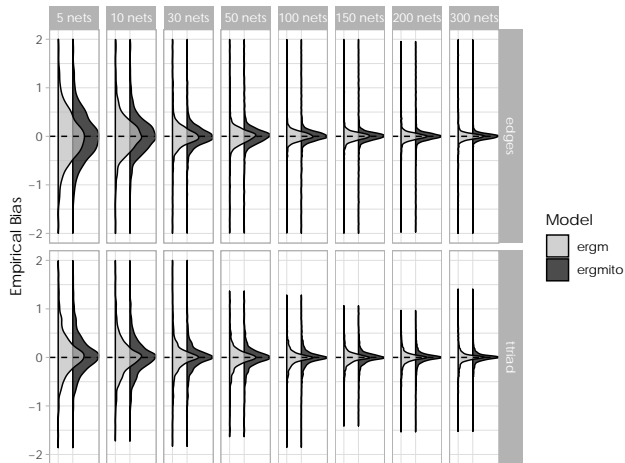 5 nets 10 nets 30 nets 50 nets 100 nets 150 nets 200 nets 300 nets
2
1
0
−1
−2
edges
Empirical Bias
2
1
0
−1
−2
ttriad
Model
ergm
ergmito